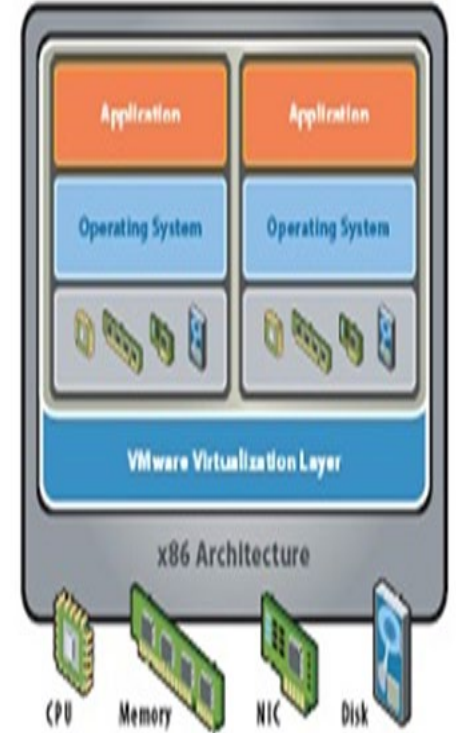 Application Application
Operating System Operating System
VMware Virtualization Layer
x86 Architecture
CPU Memory NIC Disk